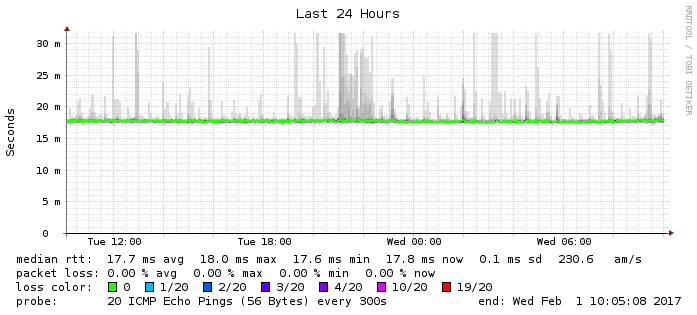 Last 24 Hours
RRDTOOL / TOBI OETIKER
Seconds
30 m
25 m
20 m
15 m
10 m
5 m
0
Tue 12:00 Tue 18:00 Wed 00:00 Wed 06:00
median rtt: 17.7 ms avg 18.0 ms max 17.6 ms min 17.8 ms now 0.1 ms sd 230.6 am/s
packet loss: 0.00 % avg 0.00 % max 0.00 % min 0.00 % now
loss color: 0 1/20 2/20 3/20 4/20 10/20 19/20
probe: 20 ICMP Echo Pings (56 Bytes) every 300s end: Wed Feb 1 10:05:08 2017